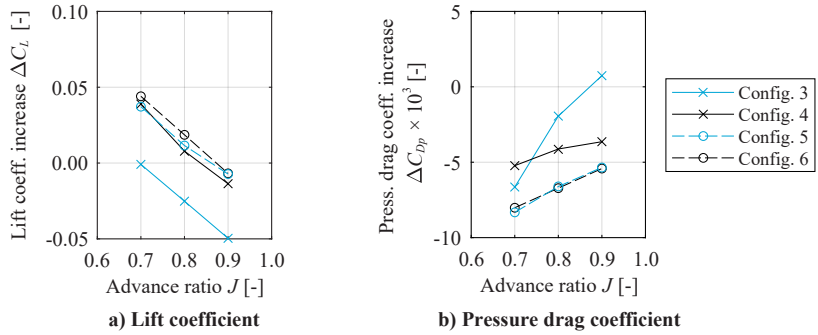 Lift coeff. increase ΔC_L [-]
0.10
0.05
0.00
-0.05
0.6 0.7 0.8 0.9 1.0
Advance ratio J [-]
a) Lift coefficient
Press. drag coeff. increase
ΔC_{Dp} × 10³ [-]
5
0
-5
-10
0.6 0.7 0.8 0.9 1.0
Advance ratio J [-]
b) Pressure drag coefficient
Config. 3
Config. 4
Config. 5
Config. 6